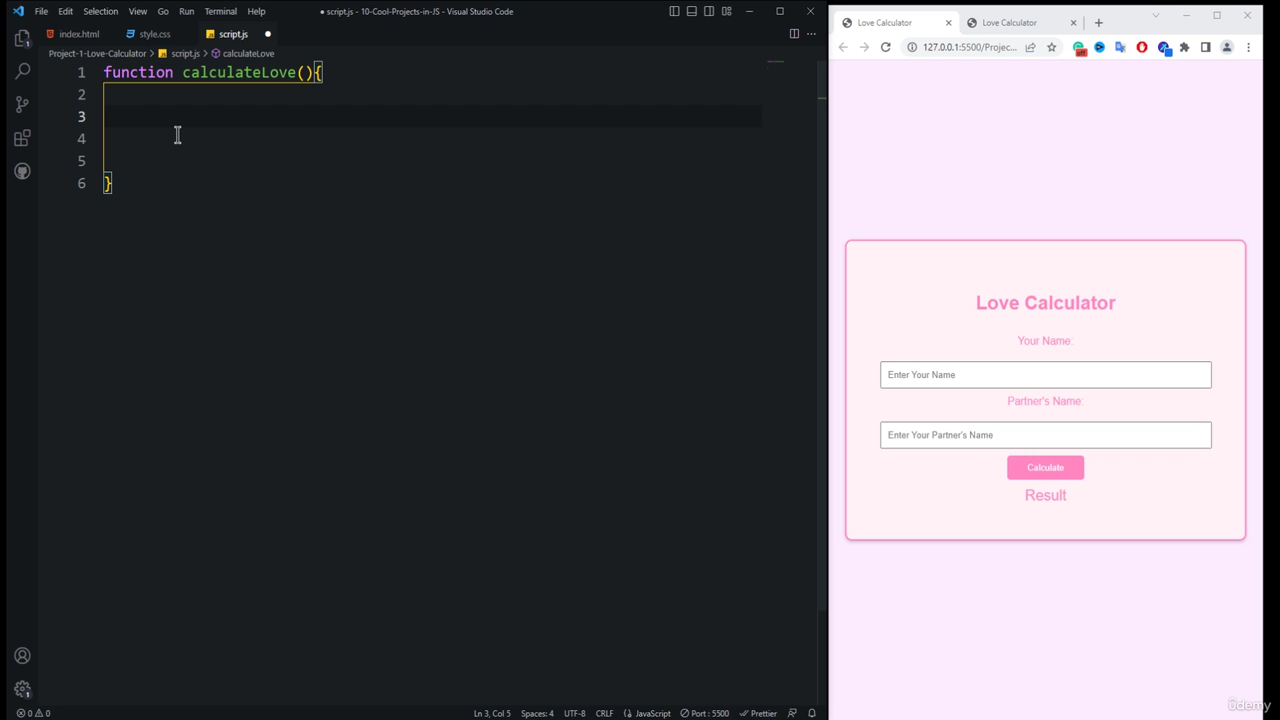 File Edit Selection View Go Run Terminal Help
● script.js - 10-Cool-Projects-in-JS - Visual Studio Code
index.html
style.css
script.js
Project-1-Love-Calculator > script.js > calculateLove
1 function calculateLove(){
2
3
4
5
6 }
Love Calculator
Love Calculator
127.0.0.1:5500/Projec...
off
Love Calculator
Your Name:
Enter Your Name
Partner's Name:
Enter Your Partner's Name
Calculate
Result
0 0
Ln 3, Col 5
Spaces: 4
UTF-8
CRLF
JavaScript
Port : 5500
Prettier
ûdemy